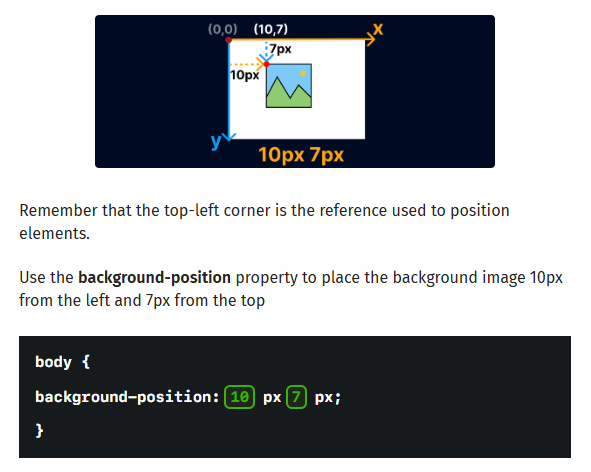 (0,0) (10,7) x
7px
10px
y
10px 7px
Remember that the top-left corner is the reference used to position
elements.
Use the background-position property to place the background image 10px
from the left and 7px from the top
body {
background-position: 10 px 7 px;
}